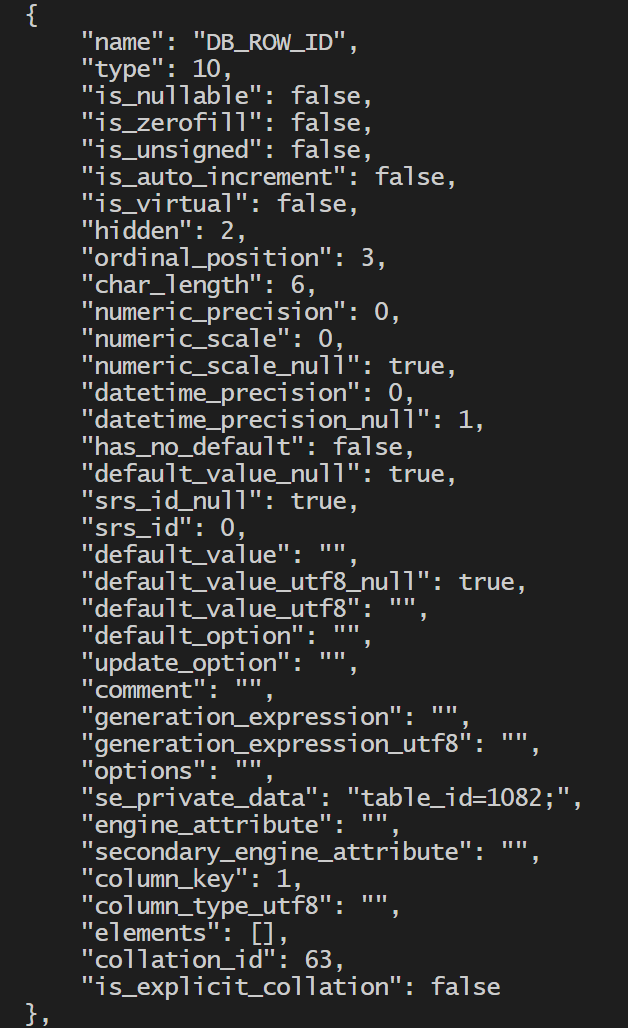 {
"name": "DB_ROW_ID",
"type": 10,
"is_nullable": false,
"is_zerofill": false,
"is_unsigned": false,
"is_auto_increment": false,
"is_virtual": false,
"hidden": 2,
"ordinal_position": 3,
"char_length": 6,
"numeric_precision": 0,
"numeric_scale": 0,
"numeric_scale_null": true,
"datetime_precision": 0,
"datetime_precision_null": 1,
"has_no_default": false,
"default_value_null": true,
"srs_id_null": true,
"srs_id": 0,
"default_value": "",
"default_value_utf8_null": true,
"default_value_utf8": "",
"default_option": "",
"update_option": "",
"comment": "",
"generation_expression": "",
"generation_expression_utf8": "",
"options": "",
"se_private_data": "table_id=1082;",
"engine_attribute": "",
"secondary_engine_attribute": "",
"column_key": 1,
"column_type_utf8": "",
"elements": [],
"collation_id": 63,
"is_explicit_collation": false
},